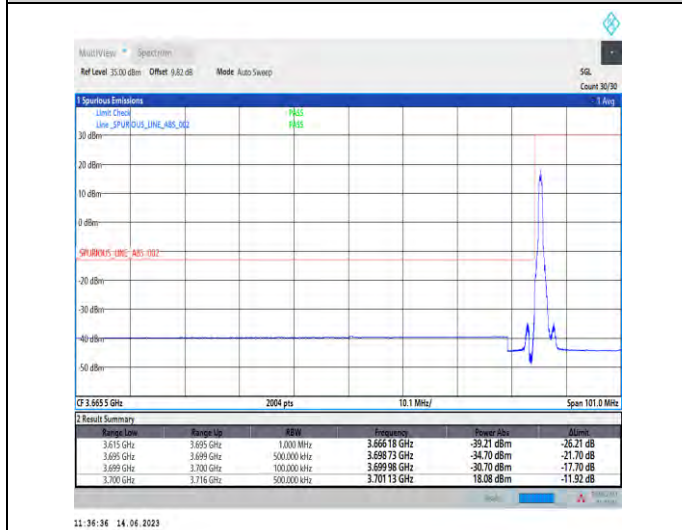 MultiView Spectrum
Ref Level 35.00 dBm Offset 9.82 dB Mode Auto Sweep SGL
Count 30/30
1 Spurious Emissions 1 Avg
Limit Check PASS
Line _SPURIOUS_LINE_ABS_002 PASS
30 dBm
20 dBm
10 dBm
0 dBm
_SPURIOUS_LINE_ABS_002
-20 dBm
-30 dBm
-40 dBm
-50 dBm
CF 3.665 5 GHz 2004 pts 10.1 MHz/ Span 101.0 MHz
2 Result Summary
Range Low Range Up RBW Frequency Power Abs ΔLimit
3.615 GHz 3.695 GHz 1.000 MHz 3.666 18 GHz -39.21 dBm -26.21 dB
3.695 GHz 3.699 GHz 500.000 kHz 3.698 73 GHz -34.70 dBm -21.70 dB
3.699 GHz 3.700 GHz 100.000 kHz 3.699 98 GHz -30.70 dBm -17.70 dB
3.700 GHz 3.716 GHz 500.000 kHz 3.701 13 GHz 18.08 dBm -11.92 dB
11:36:36 14.06.2023